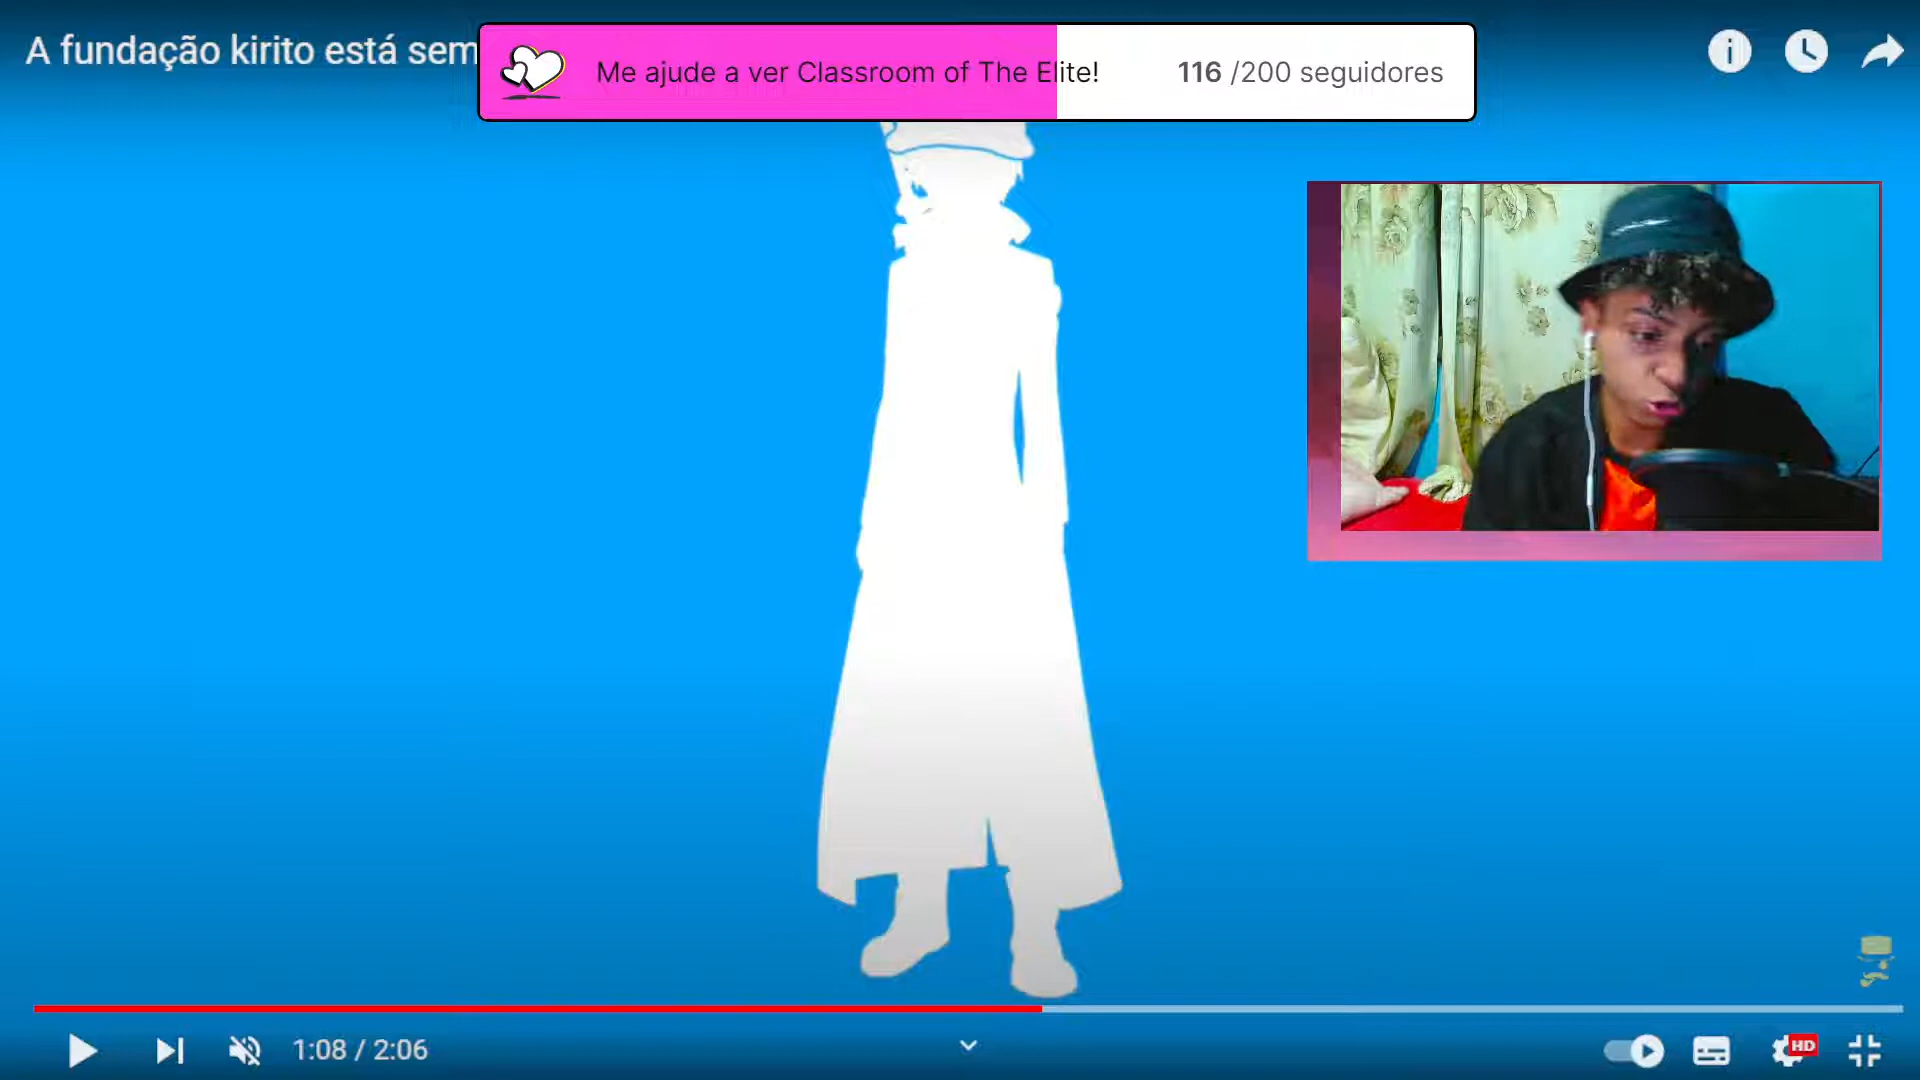 A fundação kirito está sem
Me ajude a ver Classroom of The Elite!
116 /200 seguidores
1:08 / 2:06
HD